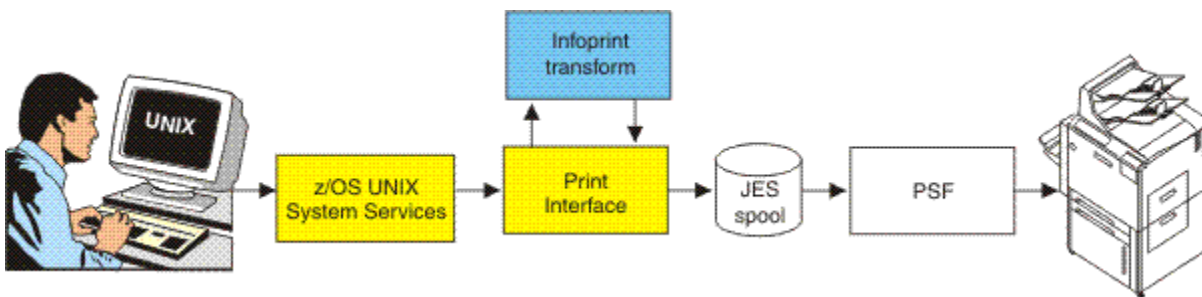 UNIX
z/OS UNIX
System Services
Infoprint
transform
Print
Interface
JES
spool
PSF